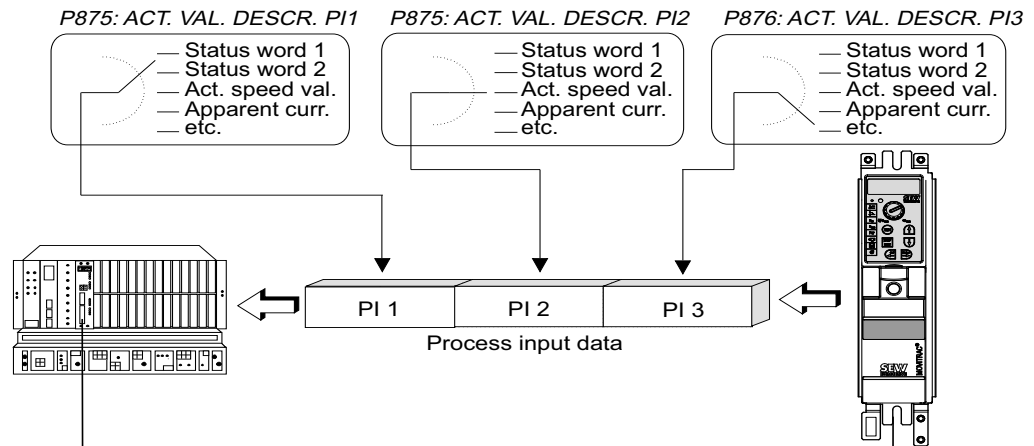 P875: ACT. VAL. DESCR. PI1
P875: ACT. VAL. DESCR. PI2
P876: ACT. VAL. DESCR. PI3
Status word 1
Status word 2
Act. speed val.
Apparent curr.
etc.
Status word 1
Status word 2
Act. speed val.
Apparent curr.
etc.
Status word 1
Status word 2
Act. speed val.
Apparent curr.
etc.
PI 1
PI 2
PI 3
Process input data
SEW
MOVITRAC®